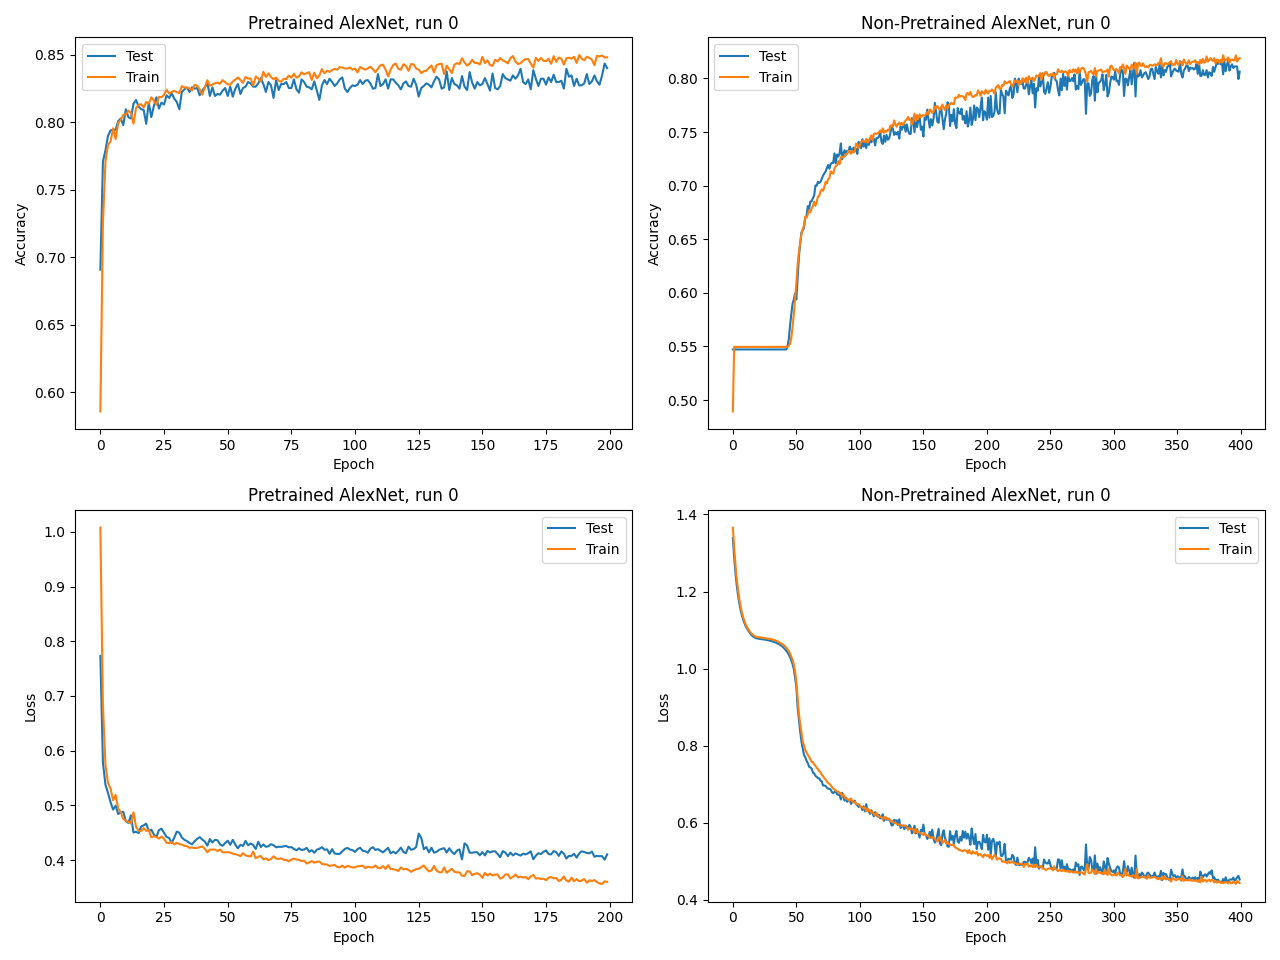 Pretrained AlexNet, run 0
Test
Train
0.85
0.80
0.75
0.70
0.65
0.60
Accuracy
0 25 50 75 100 125 150 175 200
Epoch
Non-Pretrained AlexNet, run 0
Test
Train
0.80
0.75
0.70
0.65
0.60
0.55
0.50
Accuracy
0 50 100 150 200 250 300 350 400
Epoch
Pretrained AlexNet, run 0
Test
Train
1.0
0.9
0.8
0.7
0.6
0.5
0.4
Loss
0 25 50 75 100 125 150 175 200
Epoch
Non-Pretrained AlexNet, run 0
Test
Train
1.4
1.2
1.0
0.8
0.6
0.4
Loss
0 50 100 150 200 250 300 350 400
Epoch